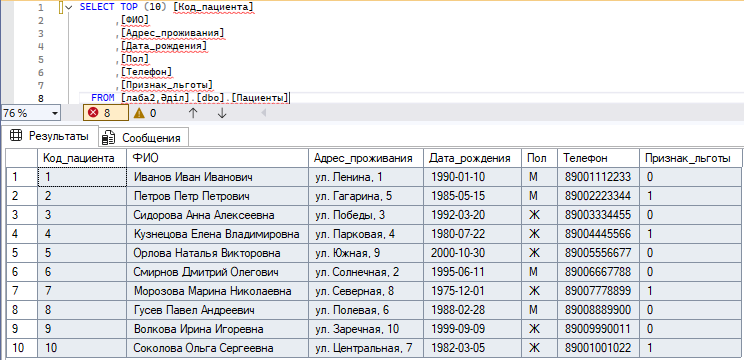 1 SELECT TOP (10) [Код_пациента]
2 ,[ФИО]
3 ,[Адрес_проживания]
4 ,[Дата_рождения]
5 ,[Пол]
6 ,[Телефон]
7 ,[Признак_льготы]
8 FROM [лаба2,Әділ].[dbo].[Пациенты]
76 % 8 0
Результаты Сообщения
Код_пациента ФИО Адрес_проживания Дата_рождения Пол Телефон Признак_льготы
1 1 Иванов Иван Иванович ул. Ленина, 1 1990-01-10 М 89001112233 0
2 2 Петров Петр Петрович ул. Гагарина, 5 1985-05-15 М 89002223344 1
3 3 Сидорова Анна Алексеевна ул. Победы, 3 1992-03-20 Ж 89003334455 0
4 4 Кузнецова Елена Владимировна ул. Парковая, 4 1980-07-22 Ж 89004445566 1
5 5 Орлова Наталья Викторовна ул. Южная, 9 2000-10-30 Ж 89005556677 0
6 6 Смирнов Дмитрий Олегович ул. Солнечная, 2 1995-06-11 М 89006667788 0
7 7 Морозова Марина Николаевна ул. Северная, 8 1975-12-01 Ж 89007778899 1
8 8 Гусев Павел Андреевич ул. Полевая, 6 1988-02-28 М 89008889900 0
9 9 Волкова Ирина Игоревна ул. Заречная, 10 1999-09-09 Ж 89009990011 0
10 10 Соколова Ольга Сергеевна ул. Центральная, 7 1982-03-05 Ж 89001001022 1